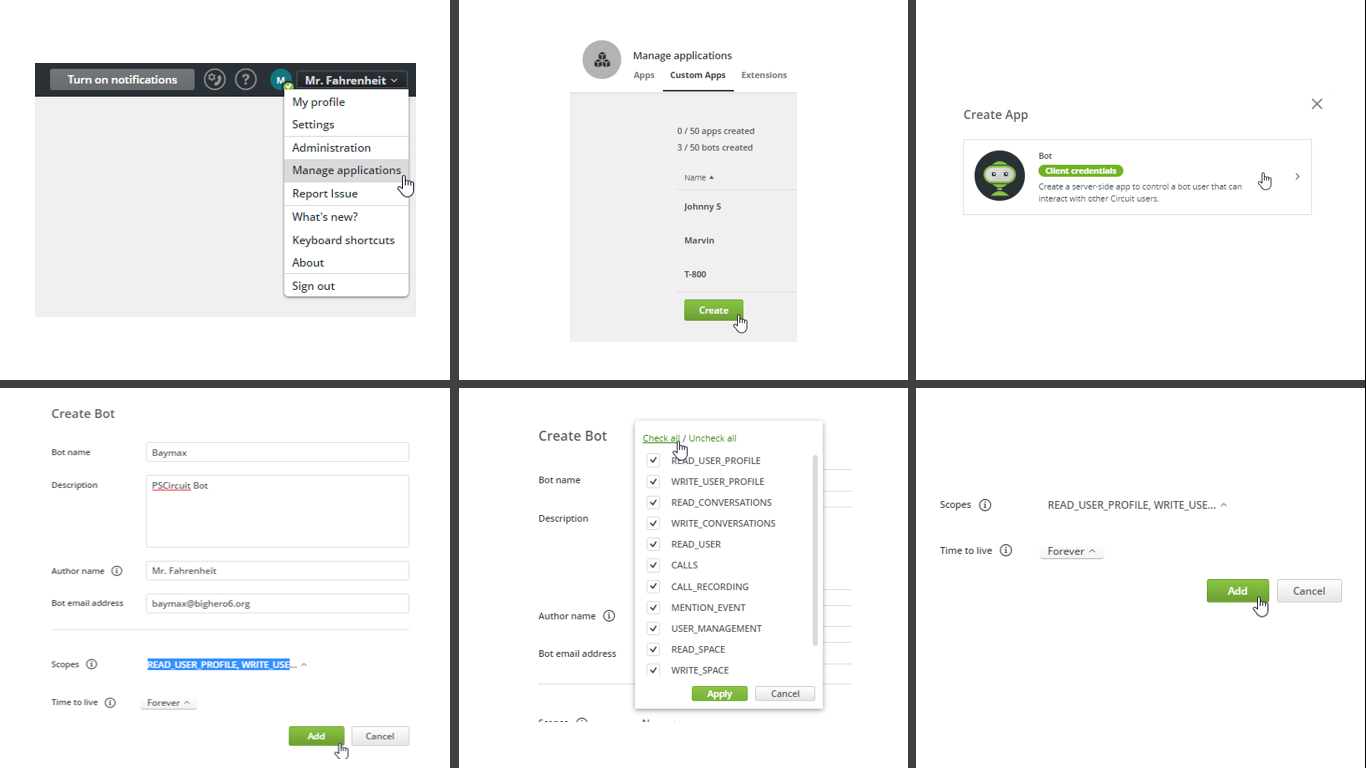 Turn on notifications
?
M
Mr. Fahrenheit
My profile
Settings
Administration
Manage applications
Report Issue
What's new?
Keyboard shortcuts
About
Sign out
Manage applications
Apps Custom Apps Extensions
0 / 50 apps created
3 / 50 bots created
Name
Johnny 5
Marvin
T-800
Create
Create App
Bot
Client credentials
Create a server-side app to control a bot user that can
interact with other Circuit users.
Create Bot
Bot name Baymax
Description PSCircuit Bot
Author name Mr. Fahrenheit
Bot email address baymax@bighero6.org
Scopes READ_USER_PROFILE, WRITE_USE...
Time to live Forever
Add Cancel
Create Bot
Bot name
Description
Author name
Bot email address
Check all / Uncheck all
READ_USER_PROFILE
WRITE_USER_PROFILE
READ_CONVERSATIONS
WRITE_CONVERSATIONS
READ_USER
CALLS
CALL_RECORDING
MENTION_EVENT
USER_MANAGEMENT
READ_SPACE
WRITE_SPACE
Apply Cancel
Scopes READ_USER_PROFILE, WRITE_USE...
Time to live Forever
Add Cancel